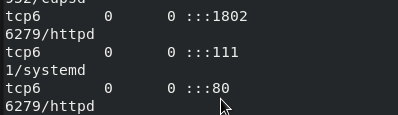 tcp6 0 0 :::1802
6279/httpd
tcp6 0 0 :::111
1/systemd
tcp6 0 0 :::80
6279/httpd